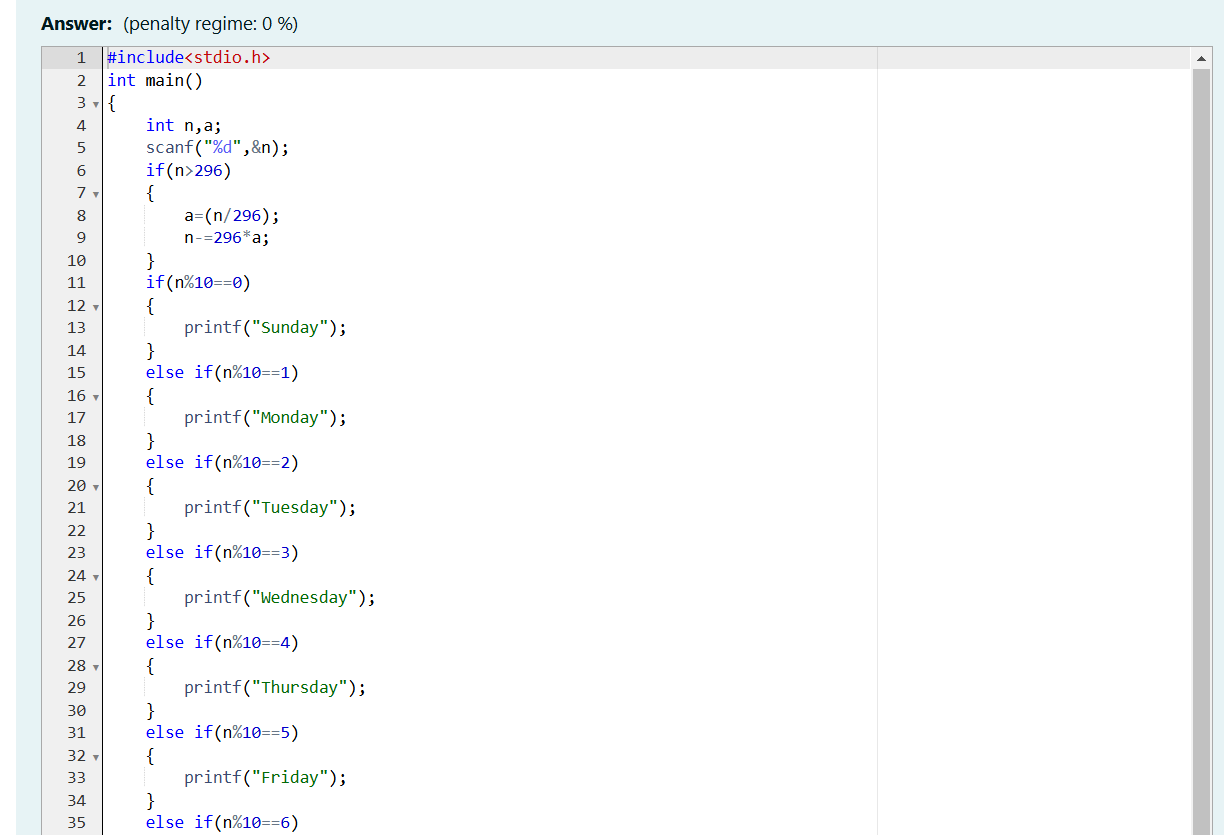 Answer: (penalty regime: 0 %)
1 #include<stdio.h>
2 int main()
3 {
4     int n,a;
5     scanf("%d",&n);
6     if(n>296)
7     {
8         a=(n/296);
9         n-=296*a;
10     }
11     if(n%10==0)
12     {
13         printf("Sunday");
14     }
15     else if(n%10==1)
16     {
17         printf("Monday");
18     }
19     else if(n%10==2)
20     {
21         printf("Tuesday");
22     }
23     else if(n%10==3)
24     {
25         printf("Wednesday");
26     }
27     else if(n%10==4)
28     {
29         printf("Thursday");
30     }
31     else if(n%10==5)
32     {
33         printf("Friday");
34     }
35     else if(n%10==6)